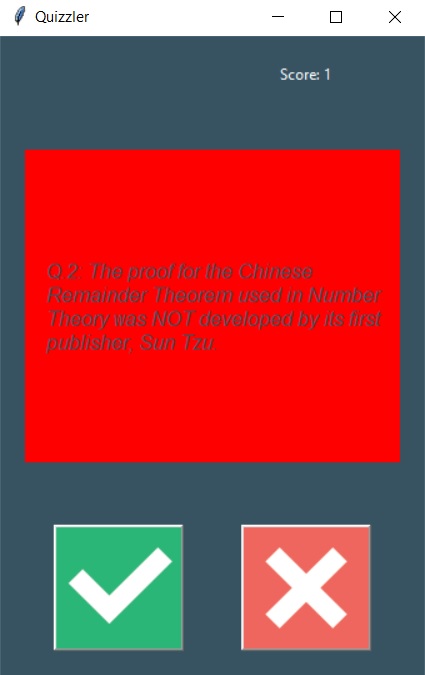 Quizzler
Score: 1
Q.2: The proof for the Chinese
Remainder Theorem used in Number
Theory was NOT developed by its first
publisher, Sun Tzu.